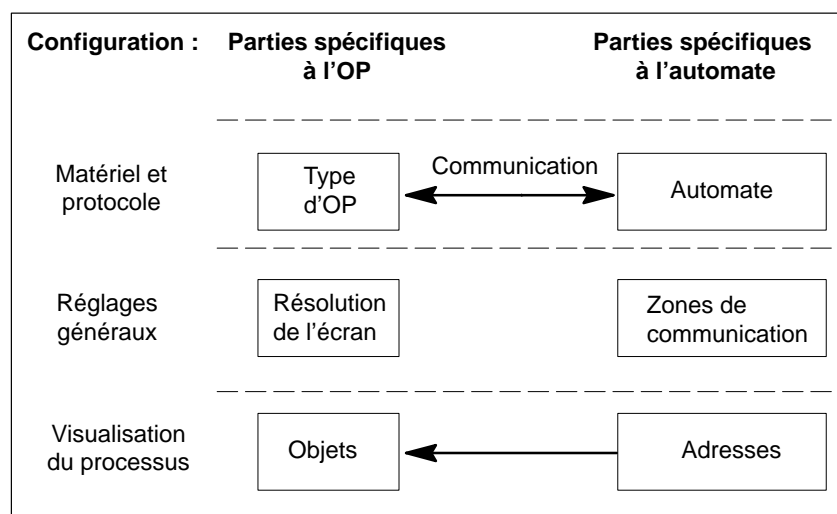 Configuration :
Parties spécifiques
à l'OP
Parties spécifiques
à l'automate
Matériel et
protocole
Type
d'OP
Communication
Automate
Réglages
généraux
Résolution
de l'écran
Zones de
communication
Visualisation
du processus
Objets
Adresses